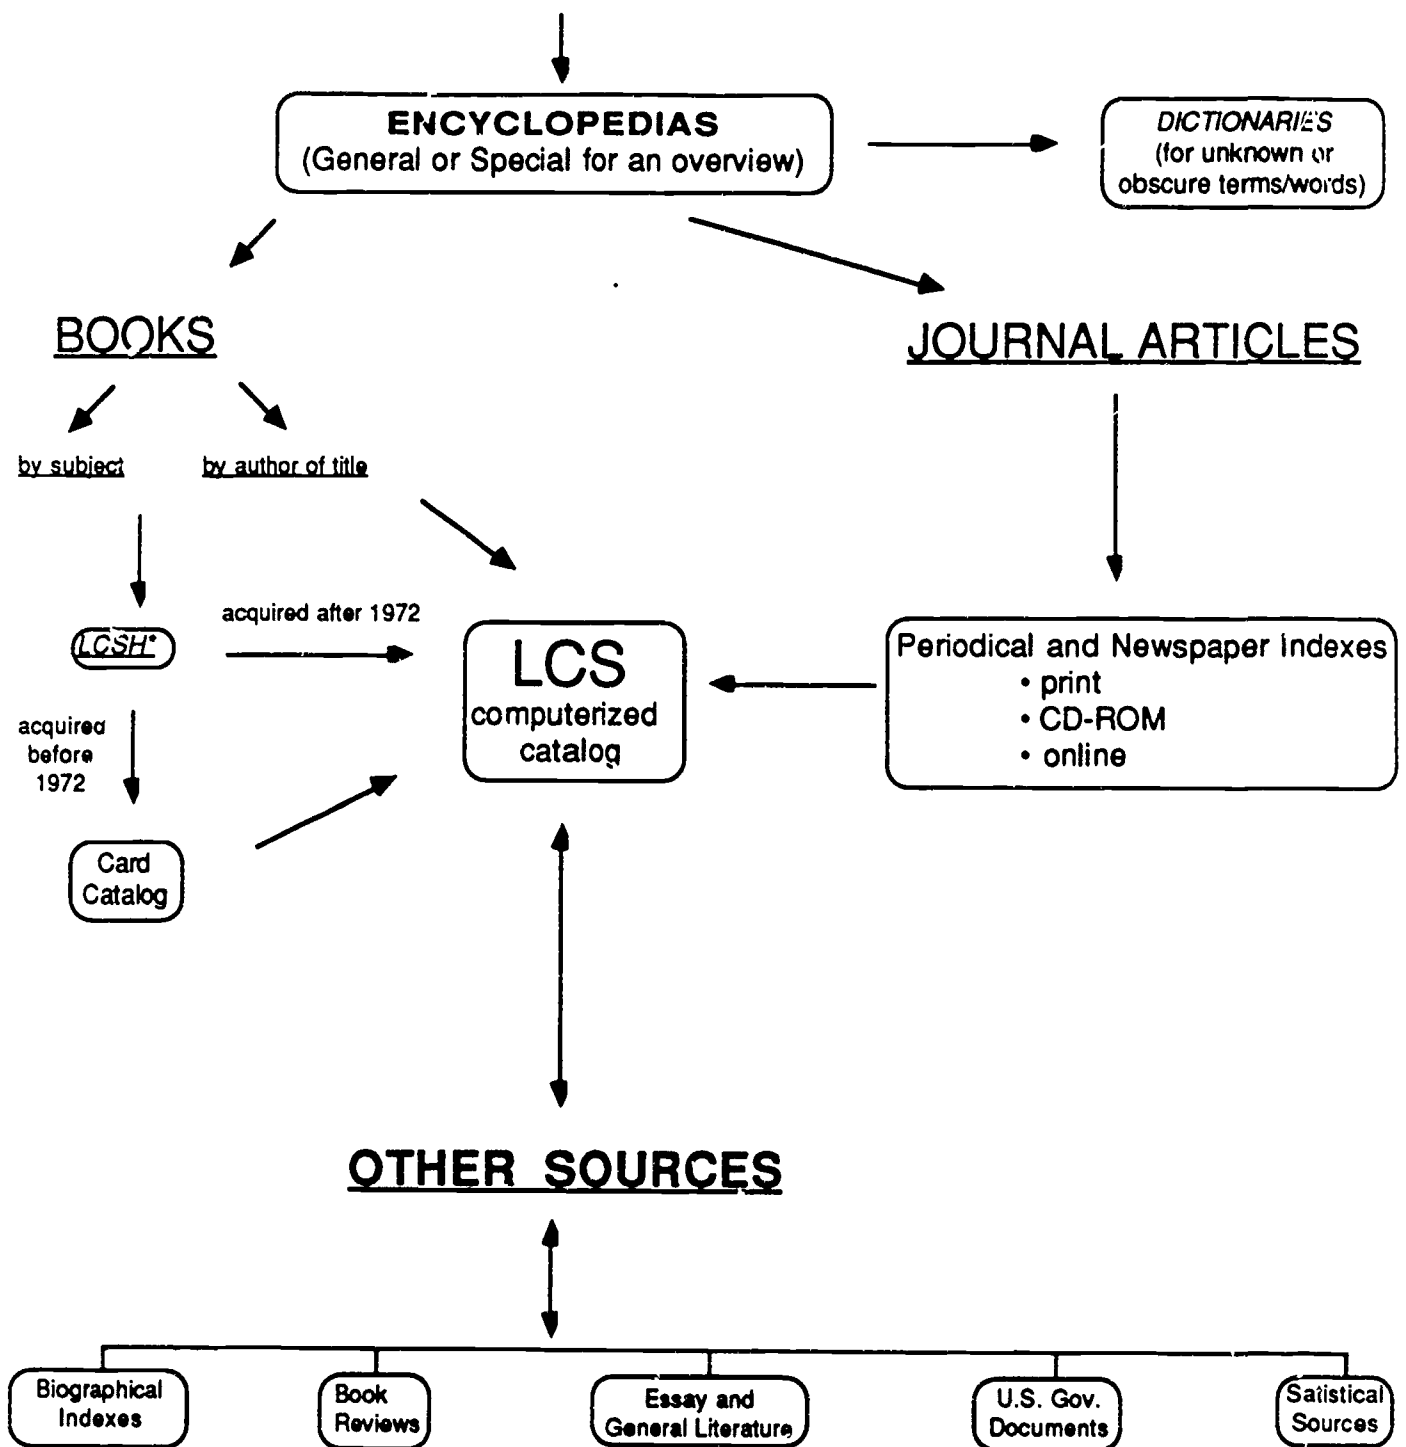 ENCYCLOPEDIAS
(General or Special for an overview)
DICTIONARIES
(for unknown or
obscure terms/words)
BOOKS
JOURNAL ARTICLES
by subject
by author of title
acquired after 1972
LCSH*
acquired
before
1972
Card
Catalog
LCS
computerized
catalog
Periodical and Newspaper Indexes
• print
• CD-ROM
• online
OTHER SOURCES
Biographical
Indexes
Book
Reviews
Essay and
General Literature
U.S. Gov.
Documents
Satistical
Sources